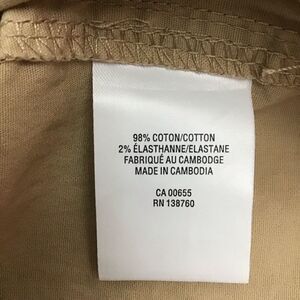 98% COTON/COTTON
2% ÉLASTHANNE/ELASTANE
FABRIQUÉ AU CAMBODGE
MADE IN CAMBODIA
CA 00655
RN 138760